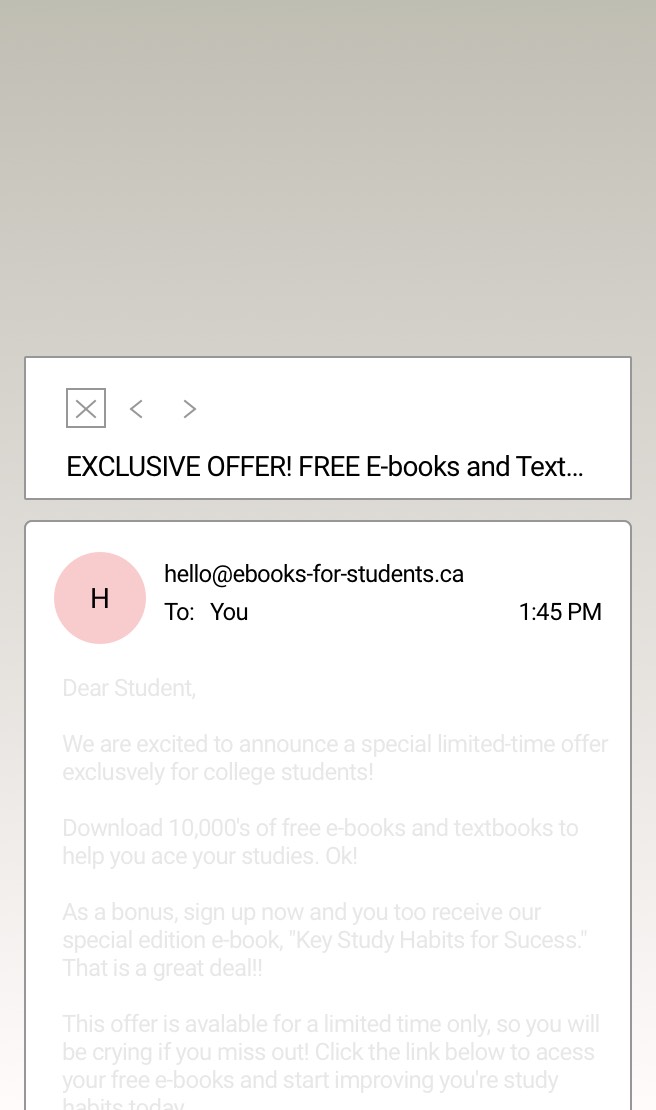 EXCLUSIVE OFFER! FREE E-books and Text...
H
hello@ebooks-for-students.ca
To: You
1:45 PM
Dear Student,
We are excited to announce a special limited-time offer
exclusvely for college students!
Download 10,000's of free e-books and textbooks to
help you ace your studies. Ok!
As a bonus, sign up now and you too receive our
special edition e-book, "Key Study Habits for Sucess."
That is a great deal!!
This offer is avalable for a limited time only, so you will
be crying if you miss out! Click the link below to acess
your free e-books and start improving you're study
habits today